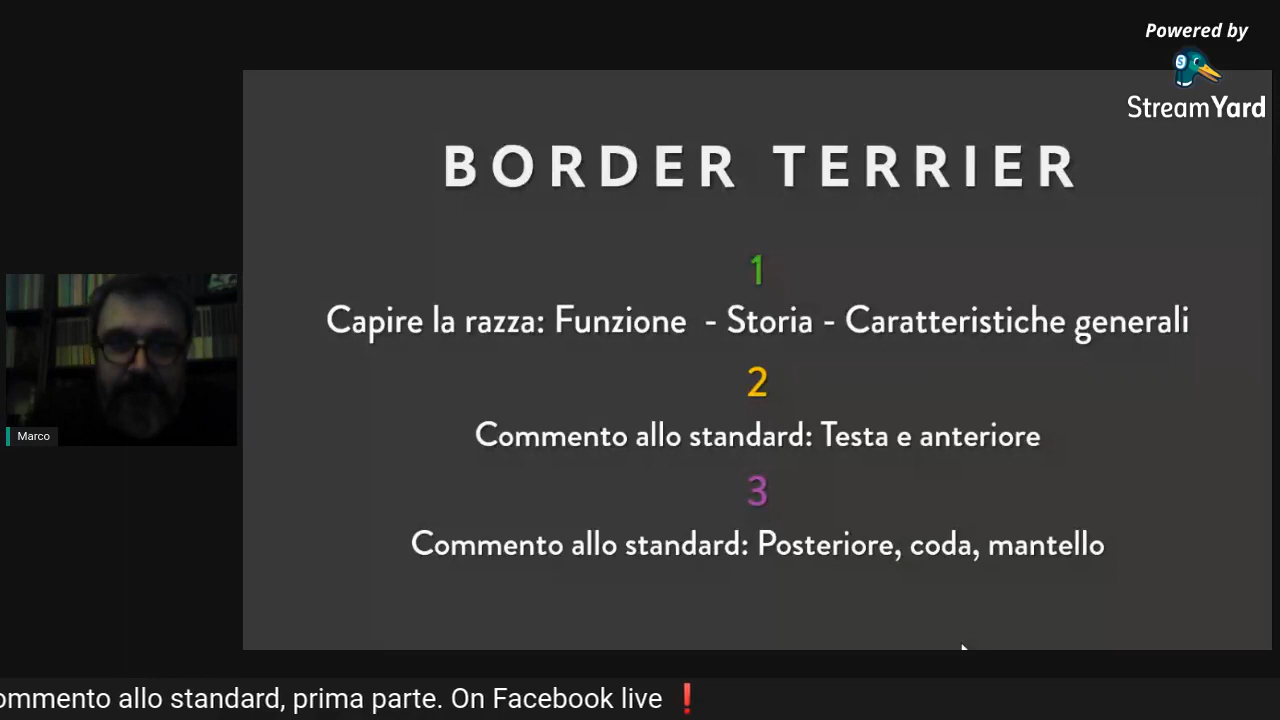 Powered by
StreamYard
BORDER TERRIER
1
Capire la razza: Funzione - Storia - Caratteristiche generali
2
Commento allo standard: Testa e anteriore
3
Commento allo standard: Posteriore, coda, mantello
Marco
ommento allo standard, prima parte. On Facebook live ❗